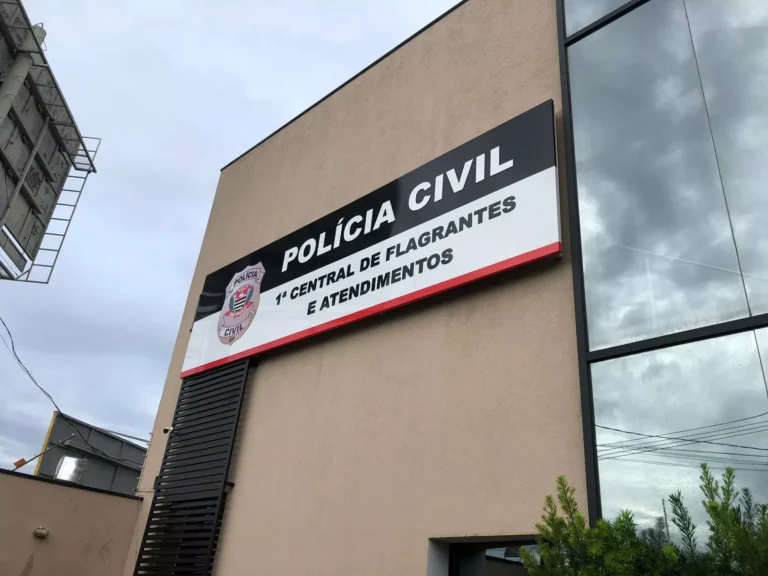 POLÍCIA CIVIL
1ª CENTRAL DE FLAGRANTES
E ATENDIMENTOS
POLÍCIA
CIVIL